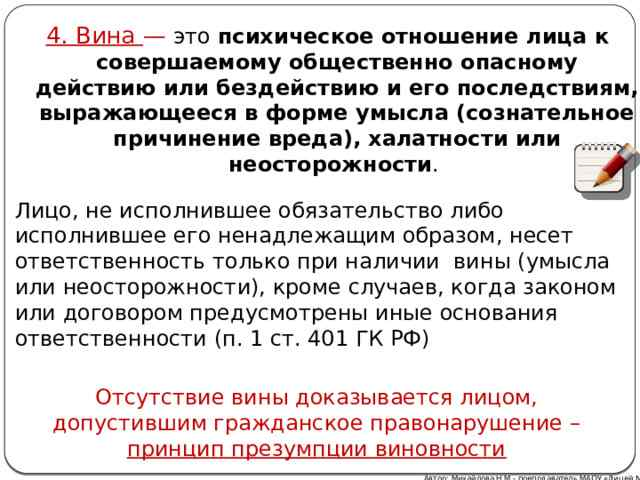 4. Вина — это психическое отношение лица к
совершаемому общественно опасному
действию или бездействию и его последствиям,
выражающееся в форме умысла (сознательное
причинение вреда), халатности или
неосторожности.
Лицо, не исполнившее обязательство либо
исполнившее его ненадлежащим образом, несет
ответственность только при наличии вины (умысла
или неосторожности), кроме случаев, когда законом
или договором предусмотрены иные основания
ответственности (п. 1 ст. 401 ГК РФ)
Отсутствие вины доказывается лицом,
допустившим гражданское правонарушение –
принцип презумпции виновности
Автор: Михайлова Н.М.- преподаватель МАОУ «Лицей